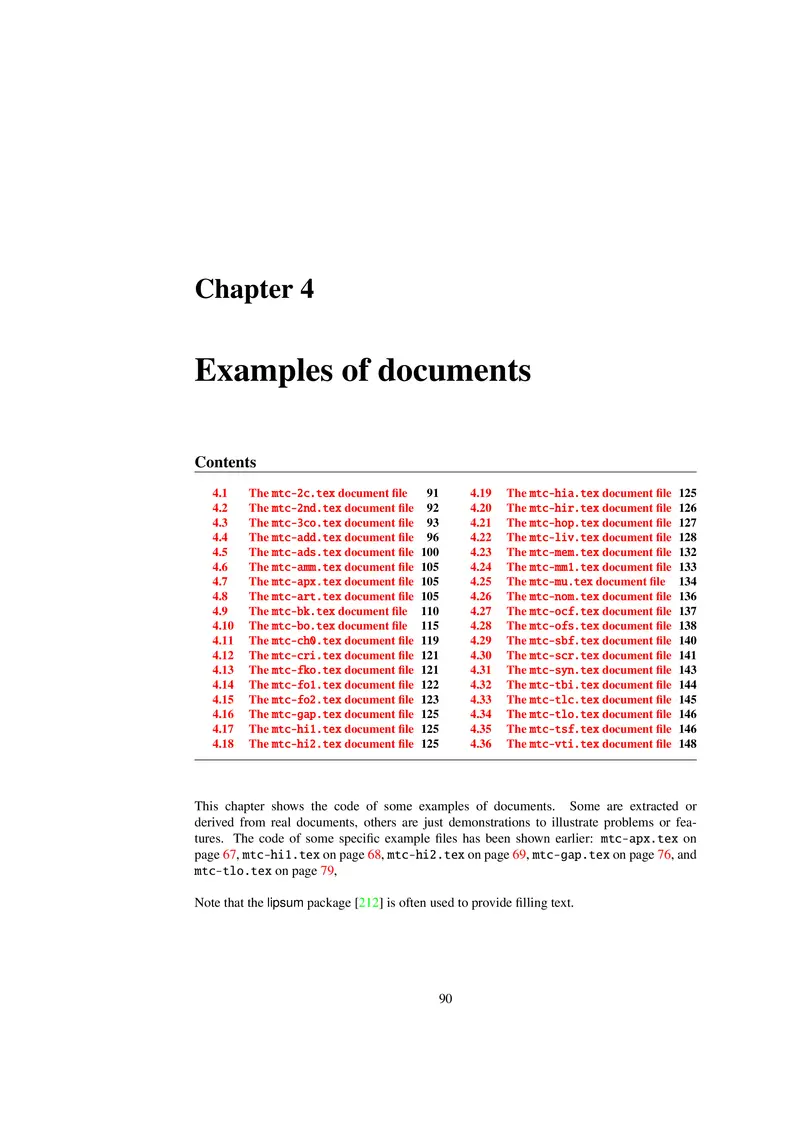 Chapter 4
Examples of documents
Contents
4.1 The mtc-2c.tex document file 91
4.2 The mtc-2nd.tex document file 92
4.3 The mtc-3co.tex document file 93
4.4 The mtc-add.tex document file 96
4.5 The mtc-ads.tex document file 100
4.6 The mtc-amm.tex document file 105
4.7 The mtc-apx.tex document file 105
4.8 The mtc-art.tex document file 105
4.9 The mtc-bk.tex document file 110
4.10 The mtc-bo.tex document file 115
4.11 The mtc-ch0.tex document file 119
4.12 The mtc-cri.tex document file 121
4.13 The mtc-fko.tex document file 121
4.14 The mtc-fo1.tex document file 122
4.15 The mtc-fo2.tex document file 123
4.16 The mtc-gap.tex document file 125
4.17 The mtc-hi1.tex document file 125
4.18 The mtc-hi2.tex document file 125
4.19 The mtc-hia.tex document file 125
4.20 The mtc-hir.tex document file 126
4.21 The mtc-hop.tex document file 127
4.22 The mtc-liv.tex document file 128
4.23 The mtc-mem.tex document file 132
4.24 The mtc-mm1.tex document file 133
4.25 The mtc-mu.tex document file 134
4.26 The mtc-nom.tex document file 136
4.27 The mtc-ocf.tex document file 137
4.28 The mtc-ofs.tex document file 138
4.29 The mtc-sbf.tex document file 140
4.30 The mtc-scr.tex document file 141
4.31 The mtc-syn.tex document file 143
4.32 The mtc-tbi.tex document file 144
4.33 The mtc-tlc.tex document file 145
4.34 The mtc-tlo.tex document file 146
4.35 The mtc-tsf.tex document file 146
4.36 The mtc-vti.tex document file 148
This chapter shows the code of some examples of documents. Some are extracted or
derived from real documents, others are just demonstrations to illustrate problems or fea-
tures. The code of some specific example files has been shown earlier: mtc-apx.tex on
page 67, mtc-hi1.tex on page 68, mtc-hi2.tex on page 69, mtc-gap.tex on page 76, and
mtc-tlo.tex on page 79,
Note that the lipsum package [212] is often used to provide filling text.
90